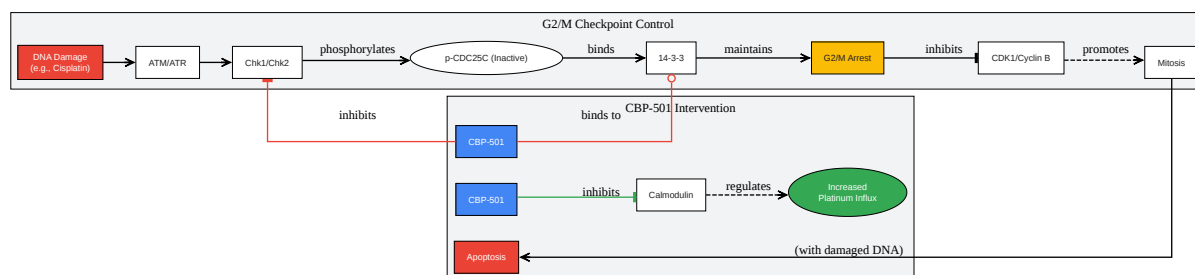 G2/M Checkpoint Control
DNA Damage
(e.g., Cisplatin)
ATM/ATR
Chk1/Chk2
phosphorylates
p-CDC25C (Inactive)
binds
14-3-3
maintains
G2/M Arrest
inhibits
CDK1/Cyclin B
promotes
Mitosis
CBP-501 Intervention
inhibits
CBP-501
binds to
CBP-501
inhibits
Calmodulin
regulates
Increased
Platinum Influx
Apoptosis
(with damaged DNA)